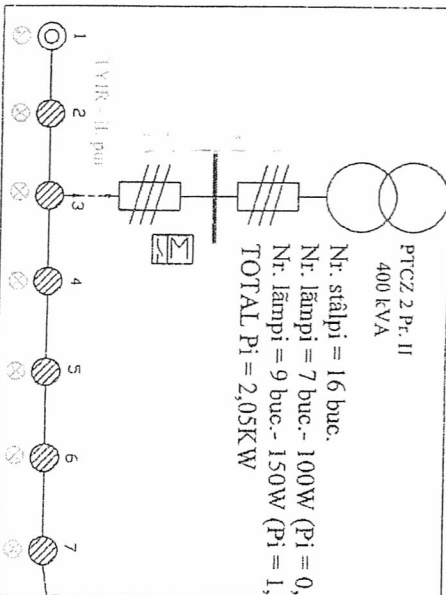 PTCZ 2 Pr. II
400 kVA
Nr. stâlpi = 16 buc.
Nr. lămpi = 7 buc.- 100W (Pi = 0,
Nr. lămpi = 9 buc.- 150W (Pi = 1,
TOTAL Pi = 2,05KW
M
1
2
3
4
5
6
7